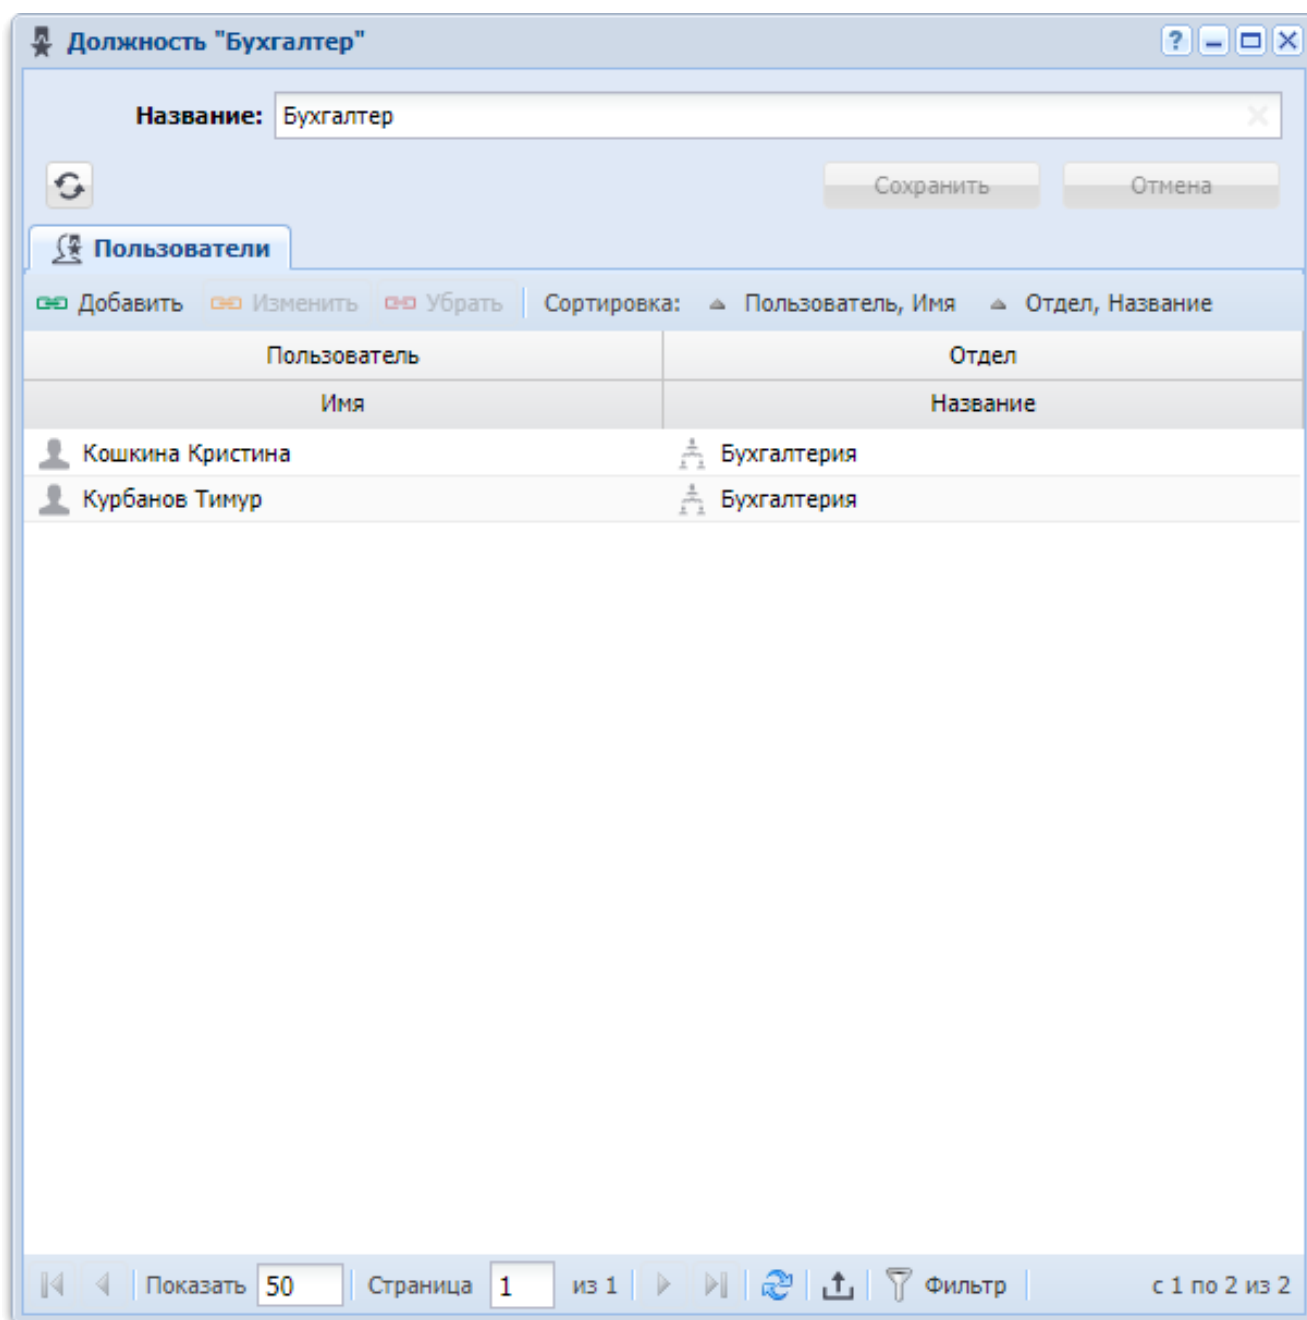 Должность "Бухгалтер"
Название: Бухгалтер
Сохранить Отмена
Пользователи
Добавить Изменить Убрать Сортировка: Пользователь, Имя Отдел, Название
Пользователь Отдел
Имя Название
Кошкина Кристина Бухгалтерия
Курбанов Тимур Бухгалтерия
Показать 50 Страница 1 из 1 Фильтр с 1 по 2 из 2